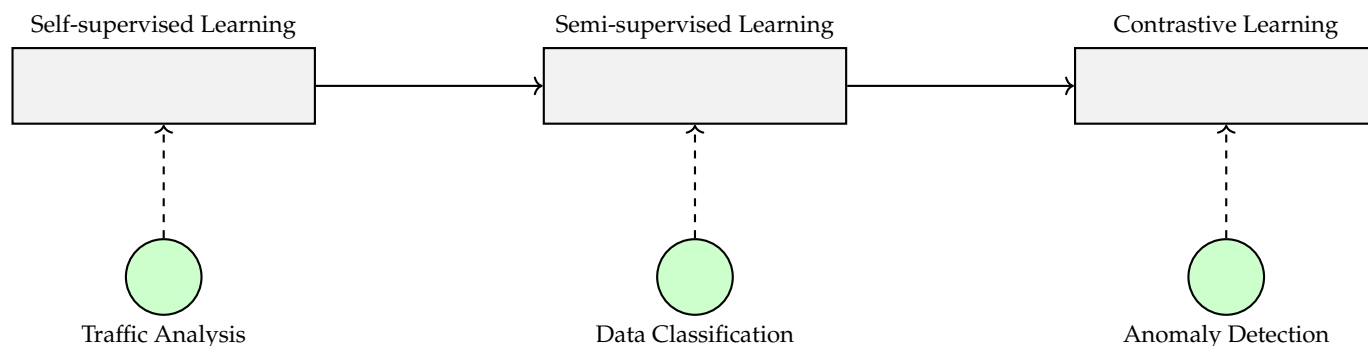 Self-supervised Learning
Semi-supervised Learning
Contrastive Learning
Traffic Analysis
Data Classification
Anomaly Detection